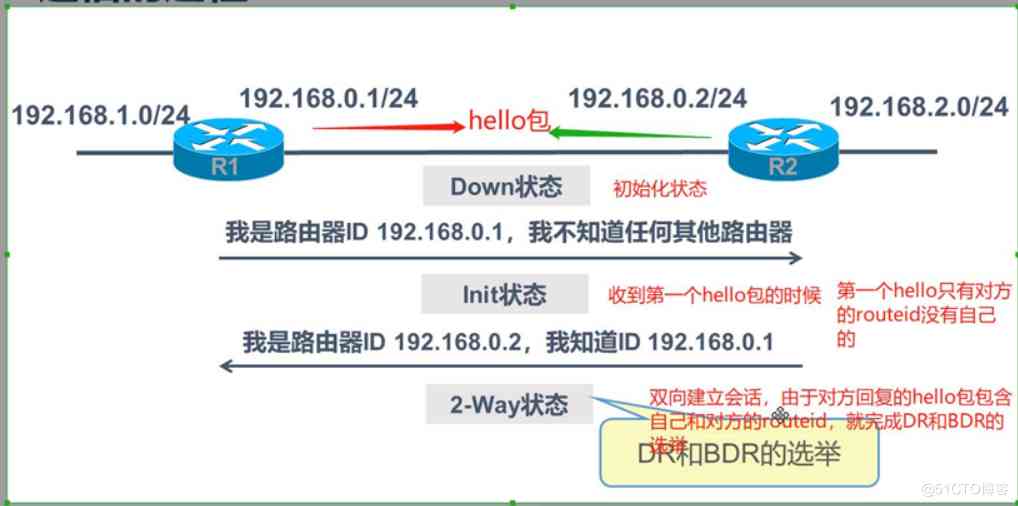 192.168.1.0/24
192.168.0.1/24
hello包
192.168.0.2/24
192.168.2.0/24
R1
R2
Down状态
初始化状态
我是路由器ID 192.168.0.1，我不知道任何其他路由器
Init状态
收到第一个hello包的时候
第一个hello只有对方
的routeid没有自己
的
我是路由器ID 192.168.0.2，我知道ID 192.168.0.1
2-Way状态
双向建立会话，由于对方回复的hello包包含
自己和对方的routeid，就完成DR和BDR的
选举
DR和BDR的选举
@51CTO博客